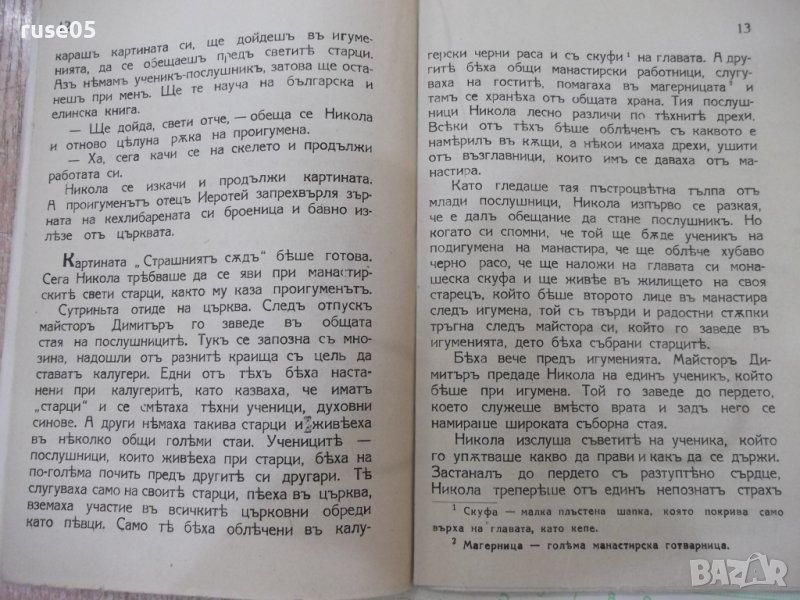 ruse05
карашъ картината си, ще дойдешъ въ игуме-
нията, да се обещаешъ предъ светитѣ старци.
Азъ нѣмамъ ученикъ-послушникъ, затова ще оста-
нешъ при менъ. Ще те науча на българска и
елинска книга.
— Ще дойда, свети отче, — обеща се Никола
и отново цѣлуна рѫка на проигумена.
— Ха, сега качи се на скелето и продължи
работата си.
Никола се изкачи и продължи картината.
А проигуменътъ отецъ Иеротей запрехвърля зър-
ната на кехлибарената си броеница и бавно из-
лѣзе отъ църквата.
Картината „Страшниятъ сѫдъ“ бѣше готова.
Сега Никола трѣбваше да се яви при манастир-
скитѣ свети старци, както му каза проигуменътъ.
Сутриньта отиде на църква. Следъ отпускъ
майсторъ Димитъръ го заведе въ общата
стая на послушницитѣ. Тукъ се запозна съ мно-
зина, надошли отъ разнитѣ краища съ цель да
ставатъ калугери. Едни отъ тѣхъ бѣха наста-
нени при калугеритѣ, като казваха, че иматъ
„старци“ и се смѣтаха тѣхни ученици, духовни
синове. А други нѣмаха такива старци и живѣеха
въ нѣколко общи голѣми стаи. Ученицитѣ —
послушници, които живѣеха при старци, бѣха на
по-голѣма почить предъ другитѣ си другари. Тѣ
слугуваха само на своитѣ старци, пѣеха въ църква,
вземаха участие въ всичкитѣ църковни обреди
като пѣвци. Само тѣ бѣха облѣчени въ калу-
13
герски черни раса и съ скуфи¹ на главата. А дру-
гитѣ бѣха общи манастирски работници, слугу-
ваха на гоститѣ, помагаха въ магерницата² и
тамъ се хранѣха отъ общата храна. Тия послуш-
ници Никола лесно различи по тѣхнитѣ дрехи.
Всѣки отъ тѣхъ бѣше облѣченъ съ каквото е
намѣрилъ въ кѫщи, а нѣкои имаха дрехи, ушити
отъ възглавници, които имъ се даваха отъ ма-
настира.
Като гледаше тая пъстроцвѣтна тълпа отъ
млади послушници, Никола изпърво се разкая,
че е далъ обещание да стане послушникъ. Но
когато си спомни, че той ще бѫде ученикъ на
подигумена на манастира, че ще облѣче хубаво
черно расо, че ще наложи на главата си мона-
шеска скуфа и ще живѣе въ жилището на своя
старецъ, който бѣше второто лице въ манастира
следъ игумена, той съ твърди и радостни стѫпки
тръгна следъ майстора си, който го заведе въ
игуменията, дето бѣха събрани старцитѣ.
Бѣха вече предъ игуменията. Майсторъ Ди-
митъръ предаде Никола на единъ ученикъ, който
бѣше при игумена. Той го заведе до пердето,
което служеше вмѣсто врата и задъ него се
намираше широката съборна стая.
Никола изслуша съветитѣ на ученика, който
го упѫтваше какво да прави и какъ да се държи.
Застаналъ до пердето съ разтуптѣно сърдце,
Никола треперѣше отъ единъ непознатъ страхъ
¹ Скуфа — малка плъстена шапка, която покрива само
върха на главата, като кепе.
² Магерница — голѣма манастирска готварница.
BAZAR